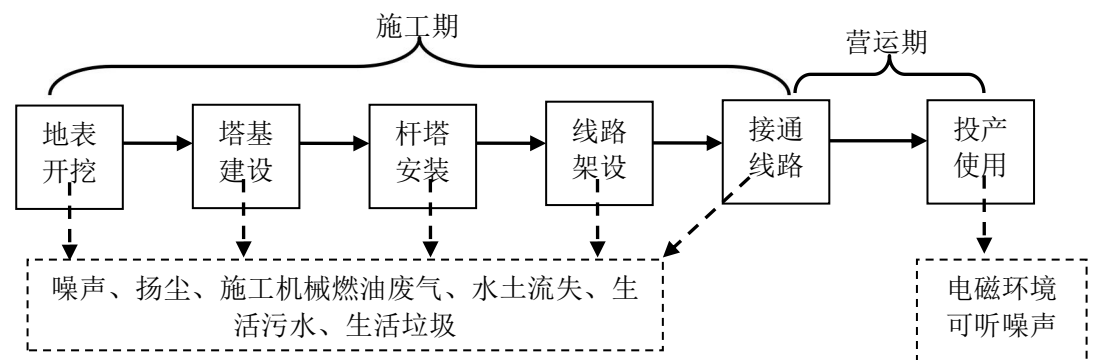 施工期
营运期
地表
开挖
塔基
建设
杆塔
安装
线路
架设
接通
线路
投产
使用
噪声、扬尘、施工机械燃油废气、水土流失、生
活污水、生活垃圾
电磁环境
可听噪声